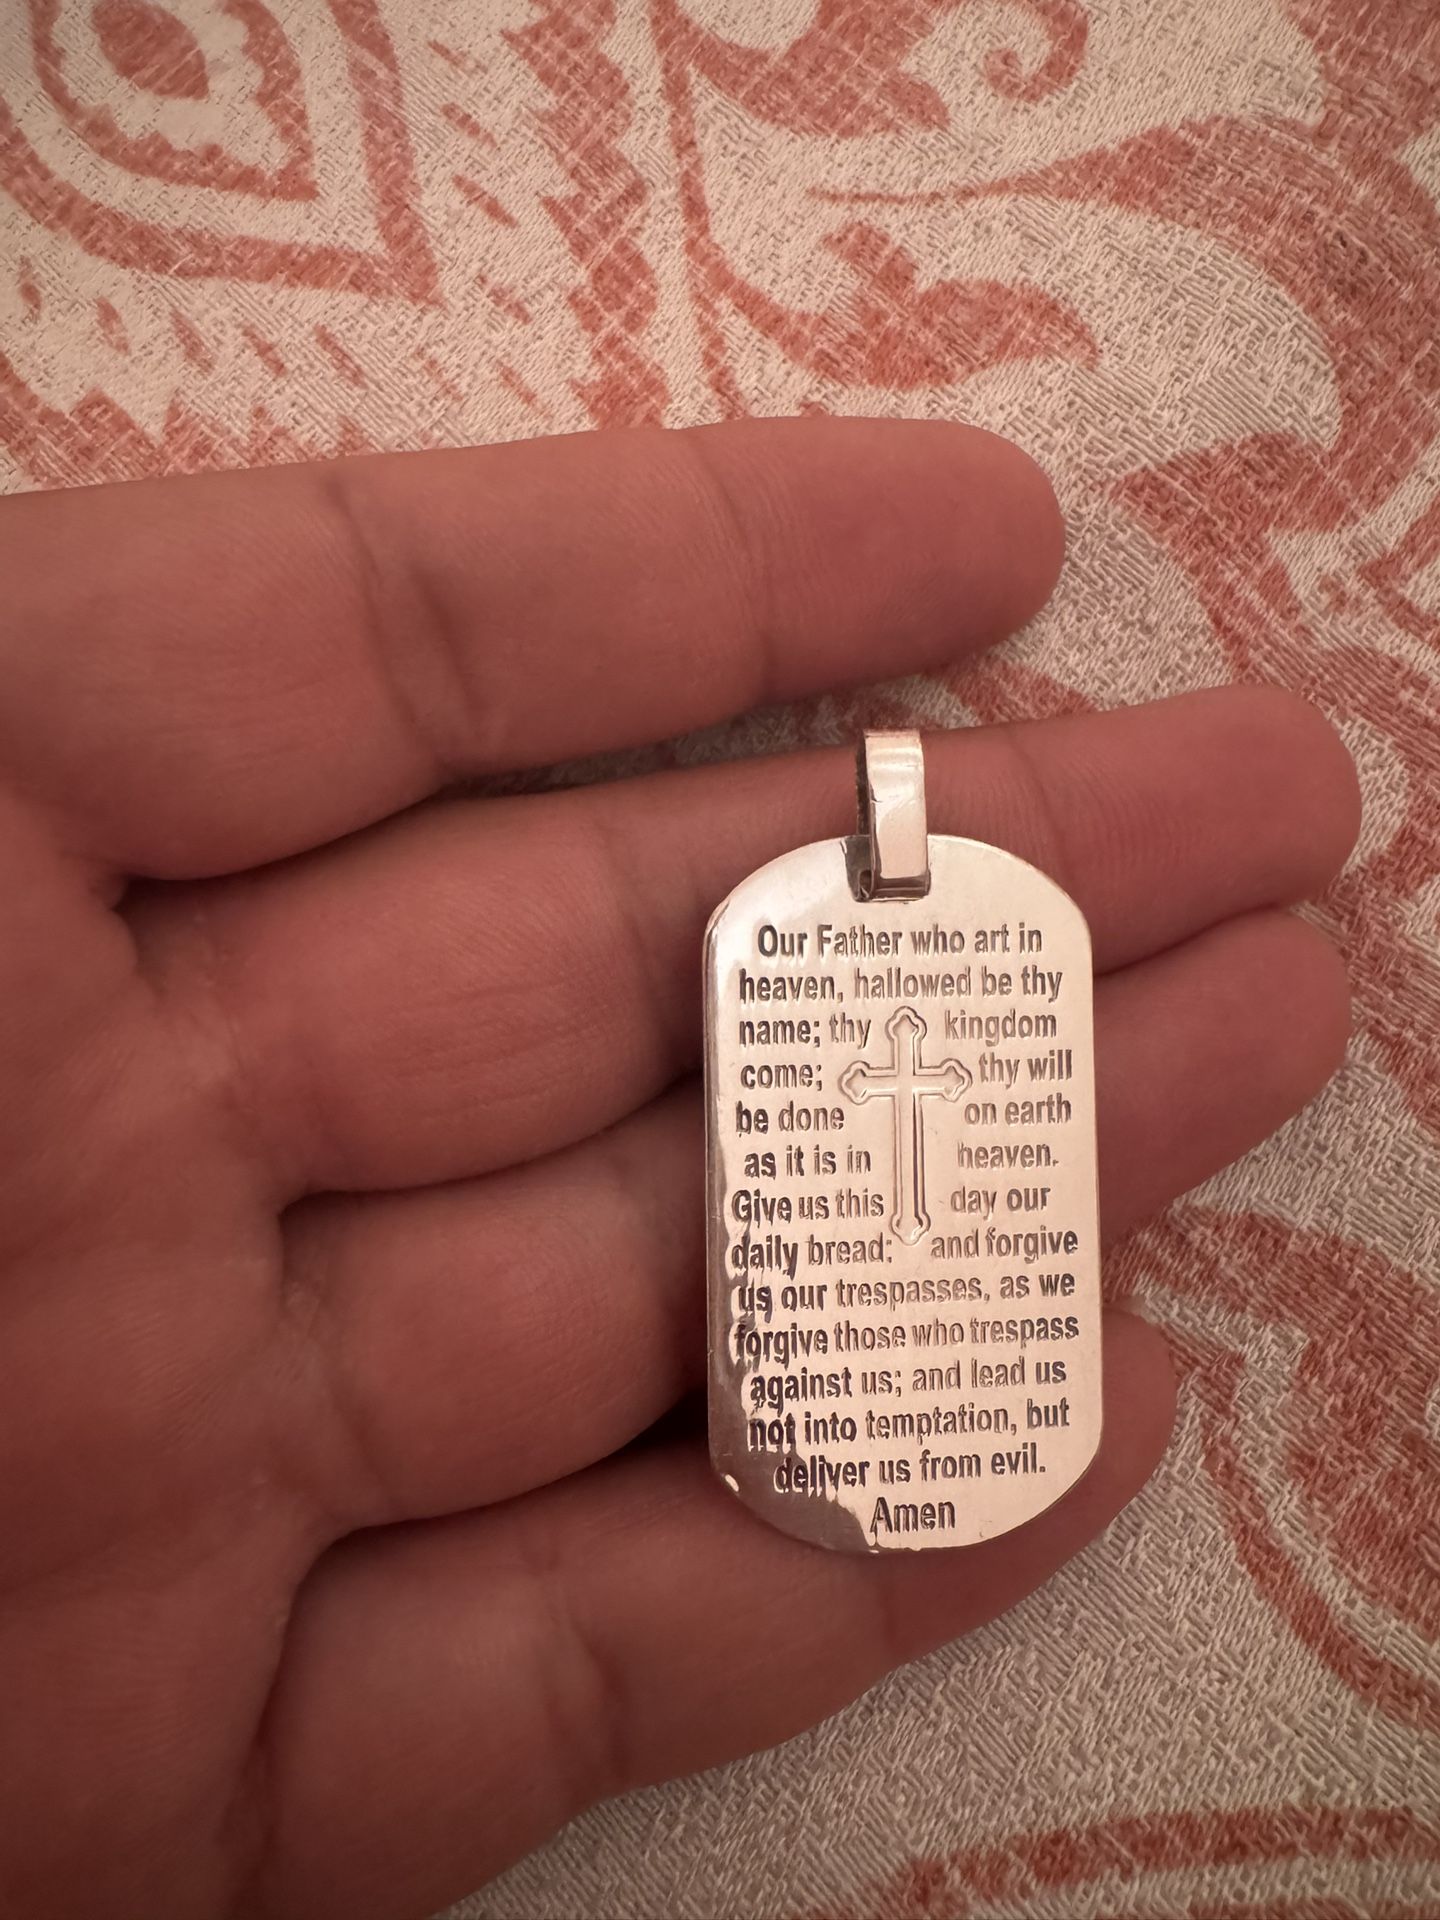 Our Father who art in
heaven, hallowed be thy
name; thy kingdom
come; thy will
be done on earth
as it is in heaven.
Give us this day our
daily bread: and forgive
us our trespasses, as we
forgive those who trespass
against us; and lead us
not into temptation, but
deliver us from evil.
Amen